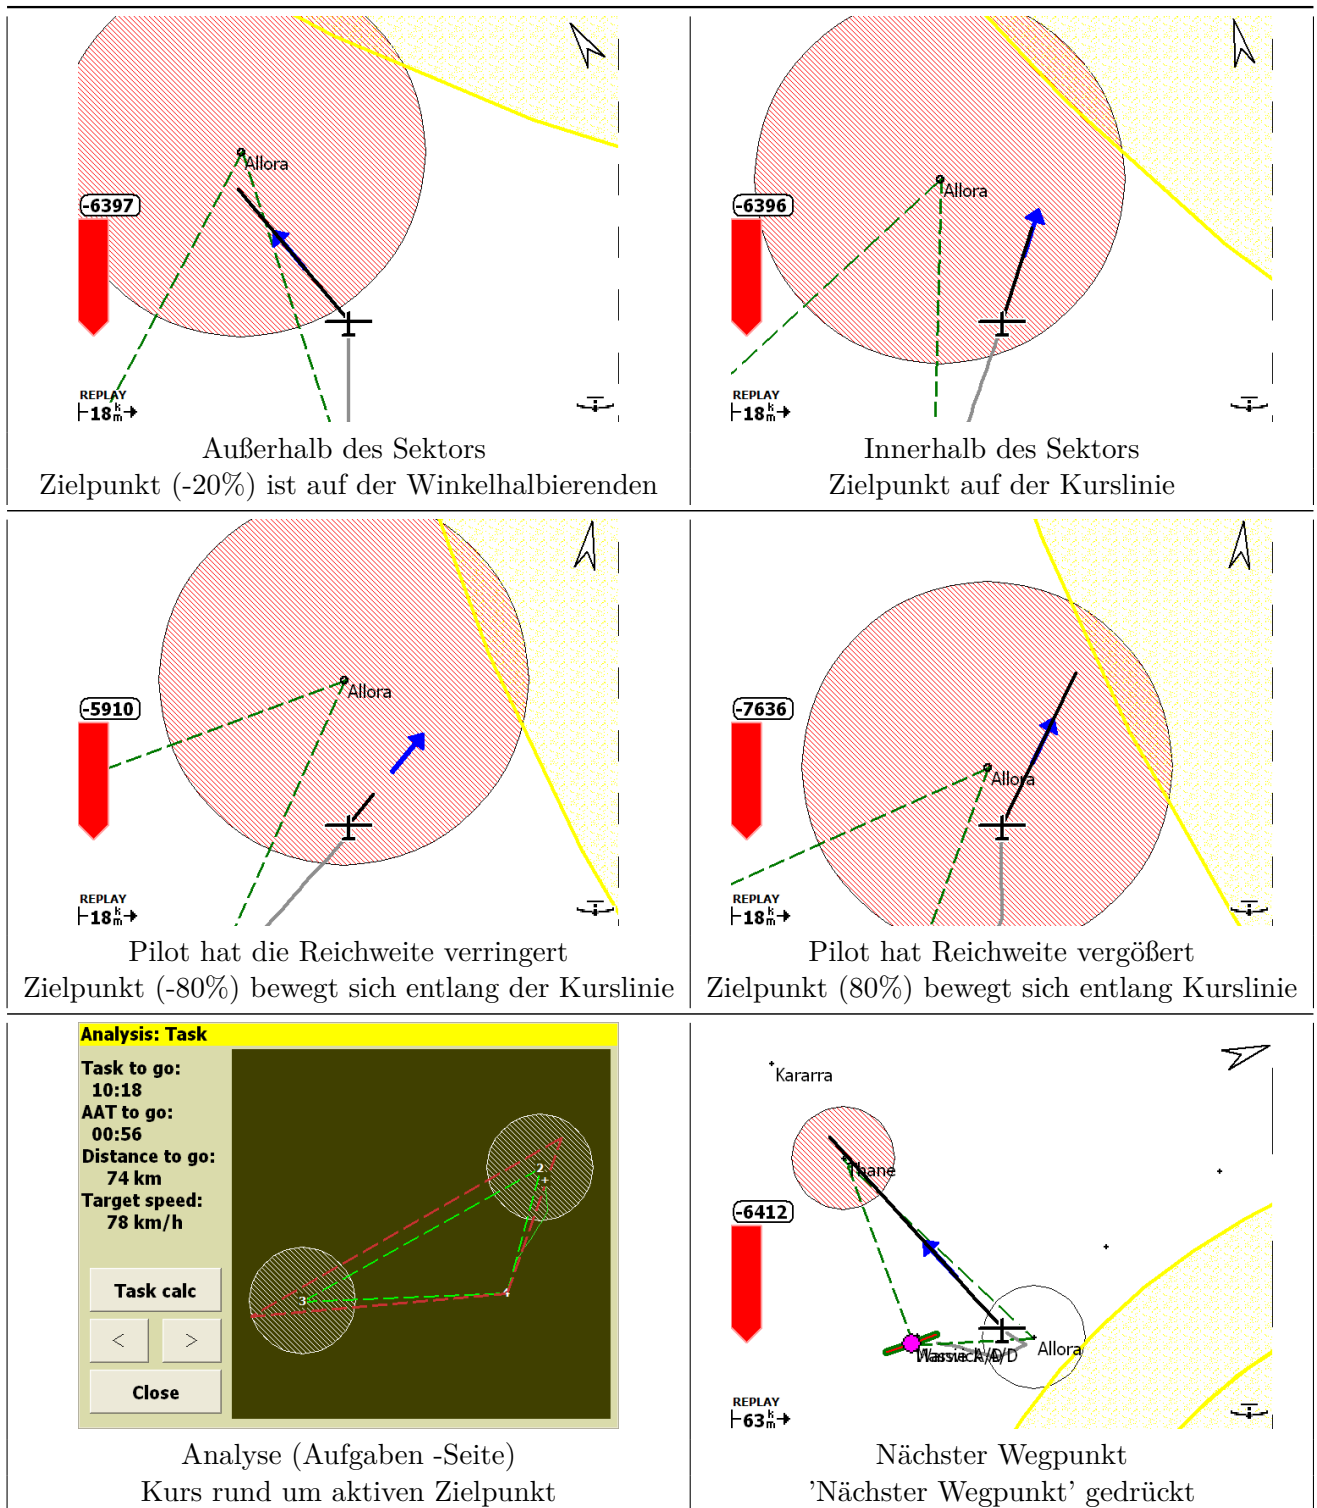 Allora
-6397
REPLAY
18 km
Außerhalb des Sektors
Zielpunkt (-20%) ist auf der Winkelhalbierenden
Allora
-6396
REPLAY
18 km
Innerhalb des Sektors
Zielpunkt auf der Kurslinie
Allora
-5910
REPLAY
18 km
Pilot hat die Reichweite verringert
Zielpunkt (-80%) bewegt sich entlang der Kurslinie
Allora
-7636
REPLAY
18 km
Pilot hat Reichweite vergößert
Zielpunkt (80%) bewegt sich entlang Kurslinie
Analysis: Task
Task to go:
10:18
AAT to go:
00:56
Distance to go:
74 km
Target speed:
78 km/h
Task calc
<
>
Close
2
3
4
Analyse (Aufgaben -Seite)
Kurs rund um aktiven Zielpunkt
Kararra
Thane
-6412
Allora
REPLAY
63 km
Nächster Wegpunkt
'Nächster Wegpunkt' gedrückt